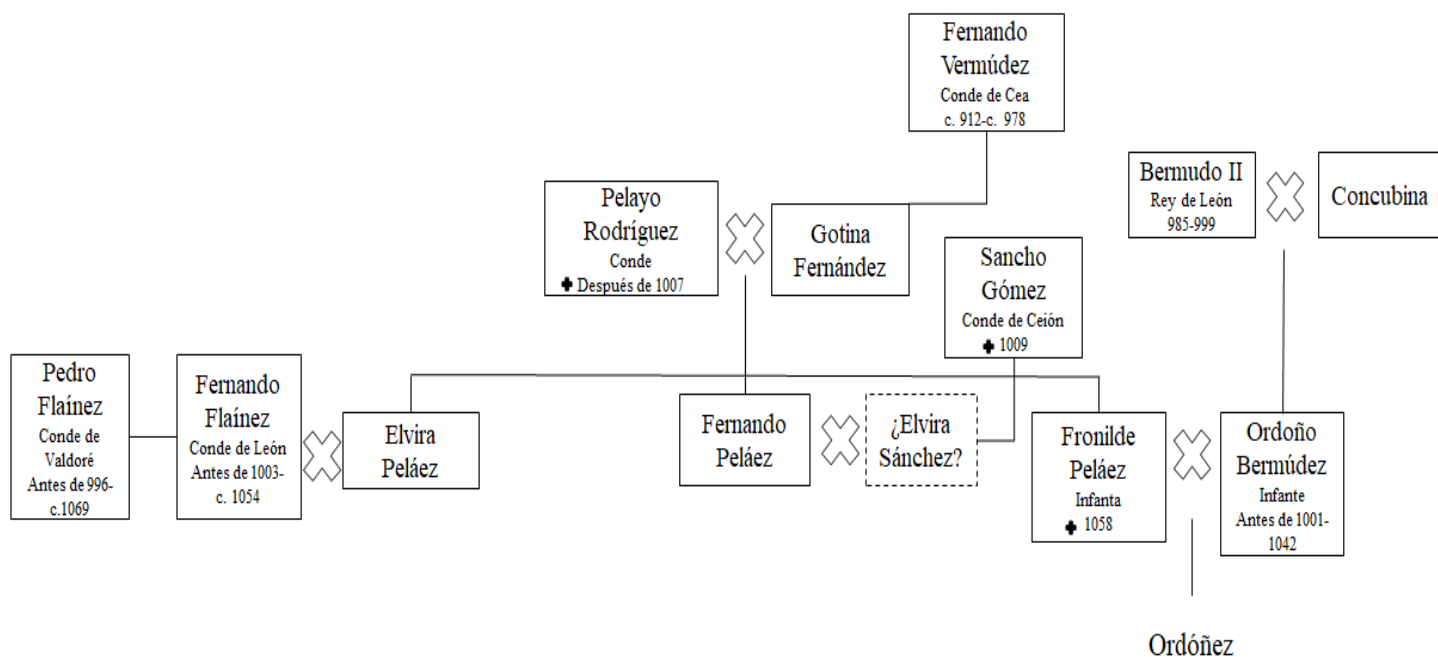 Fernando
Vermúdez
Conde de Cea
c. 912-c. 978
Bermudo II
Rey de León
985-999
Concubina
Pelayo
Rodríguez
Conde
✚ Después de 1007
Gotina
Fernández
Sancho
Gómez
Conde de Ceión
✚ 1009
Pedro
Flaínez
Conde de
Valdoré
Antes de 996-
c.1069
Fernando
Flaínez
Conde de León
Antes de 1003-
c. 1054
Elvira
Peláez
Fernando
Peláez
¿Elvira
Sánchez?
Fronilde
Peláez
Infanta
✚ 1058
Ordoño
Bermúdez
Infante
Antes de 1001-
1042
Ordóñez